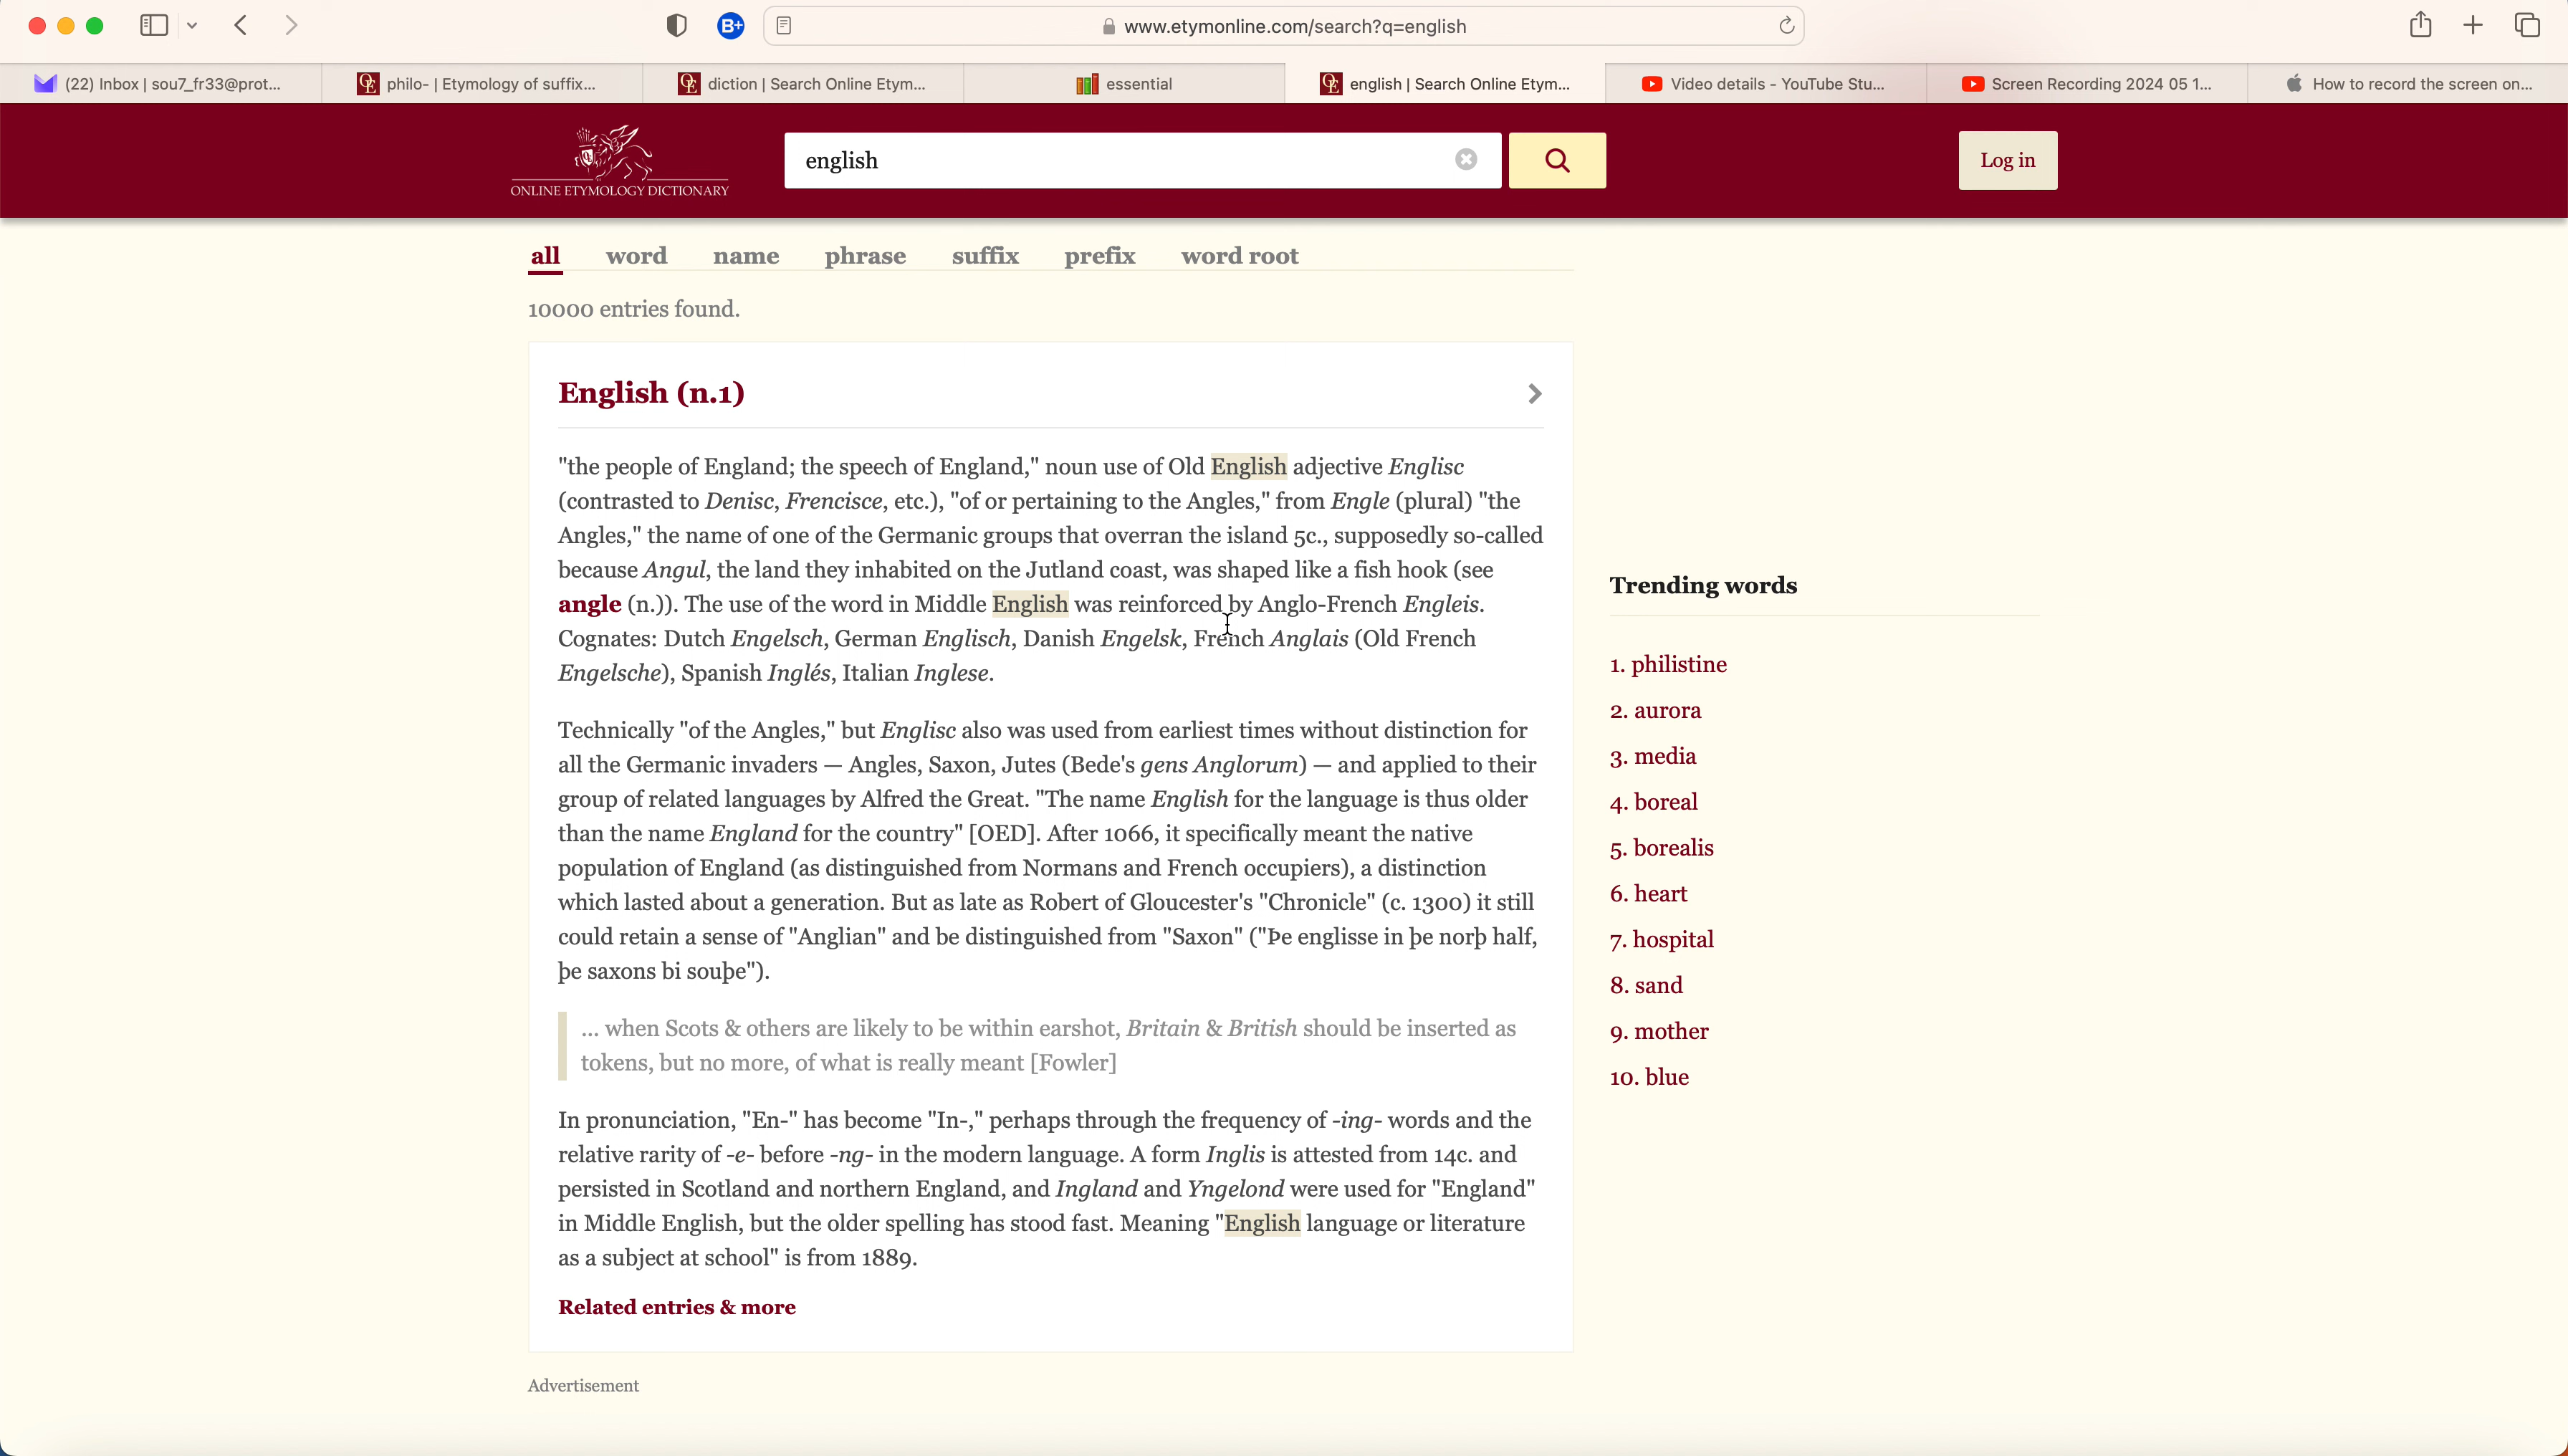 B+
www.etymonline.com/search?q=english
(22) Inbox | sou7_fr33@prot...
OE philo- | Etymology of suffix...
OE diction | Search Online Etym...
essential
OE english | Search Online Etym...
Video details - YouTube Stu...
Screen Recording 2024 05 1...
How to record the screen on...
ONLINE ETYMOLOGY DICTIONARY
english
Log in
all word name phrase suffix prefix word root
10000 entries found.
English (n.1)
"the people of England; the speech of England," noun use of Old English adjective Englisc
(contrasted to Denisc, Frencisce, etc.), "of or pertaining to the Angles," from Engle (plural) "the
Angles," the name of one of the Germanic groups that overran the island 5c., supposedly so-called
because Angul, the land they inhabited on the Jutland coast, was shaped like a fish hook (see
angle (n.)). The use of the word in Middle English was reinforced by Anglo-French Engleis.
Cognates: Dutch Engelsch, German Englisch, Danish Engelsk, French Anglais (Old French
Engelsche), Spanish Inglés, Italian Inglese.
Technically "of the Angles," but Englisc also was used from earliest times without distinction for
all the Germanic invaders — Angles, Saxon, Jutes (Bede's gens Anglorum) — and applied to their
group of related languages by Alfred the Great. "The name English for the language is thus older
than the name England for the country" [OED]. After 1066, it specifically meant the native
population of England (as distinguished from Normans and French occupiers), a distinction
which lasted about a generation. But as late as Robert of Gloucester's "Chronicle" (c. 1300) it still
could retain a sense of "Anglian" and be distinguished from "Saxon" ("Þe englisse in þe norþ half,
þe saxons bi souþe").
... when Scots & others are likely to be within earshot, Britain & British should be inserted as
tokens, but no more, of what is really meant [Fowler]
In pronunciation, "En-" has become "In-," perhaps through the frequency of -ing- words and the
relative rarity of -e- before -ng- in the modern language. A form Inglis is attested from 14c. and
persisted in Scotland and northern England, and Ingland and Yngelond were used for "England"
in Middle English, but the older spelling has stood fast. Meaning "English language or literature
as a subject at school" is from 1889.
Related entries & more
Advertisement
Trending words
1. philistine
2. aurora
3. media
4. boreal
5. borealis
6. heart
7. hospital
8. sand
9. mother
10. blue